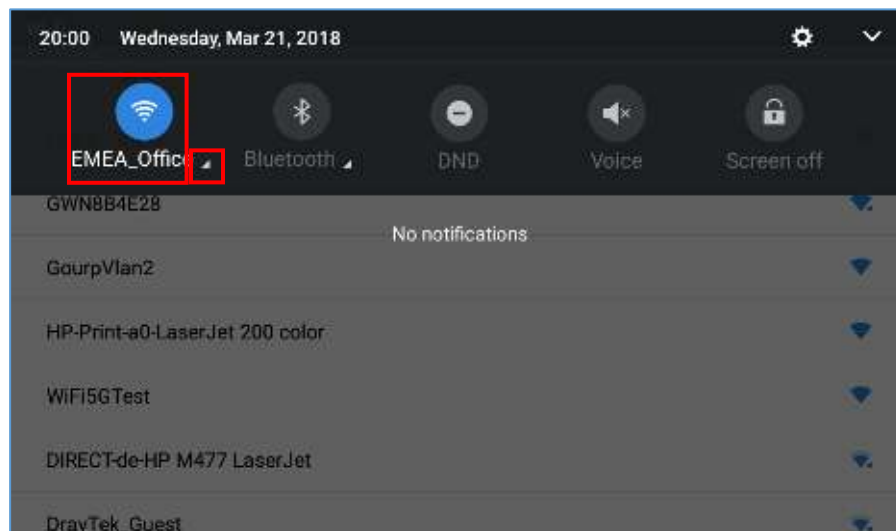 20:00 Wednesday, Mar 21, 2018
EMEA_Office Bluetooth DND Voice Screen off
GWN8B4E28
No notifications
GourpVlan2
HP-Print-a0-LaserJet 200 color
WiFi5GTest
DIRECT-de-HP M477 LaserJet
DrayTek_Guest